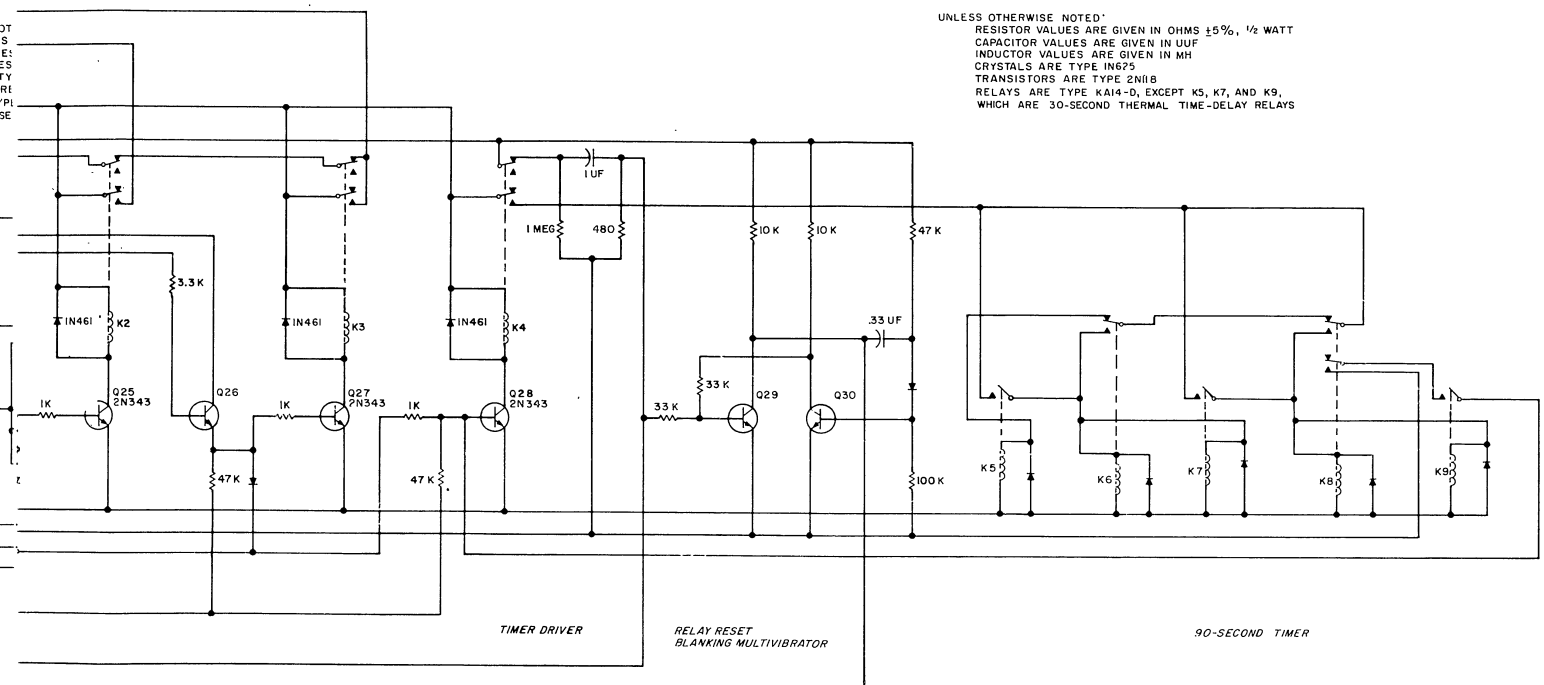 UNLESS OTHERWISE NOTED'
RESISTOR VALUES ARE GIVEN IN OHMS ±5%, 1/2 WATT
CAPACITOR VALUES ARE GIVEN IN UUF
INDUCTOR VALUES ARE GIVEN IN MH
CRYSTALS ARE TYPE IN625
TRANSISTORS ARE TYPE 2N118
RELAYS ARE TYPE KA14-D, EXCEPT K5, K7, AND K9,
WHICH ARE 30-SECOND THERMAL TIME-DELAY RELAYS
1 UF
1 MEG
480
10 K
10 K
47 K
3.3 K
IN461
K2
IN461
K3
IN461
K4
.33 UF
33 K
Q25
2N343
Q26
Q27
2N343
Q28
2N343
Q29
Q30
1K
1K
1K
33 K
47 K
47 K
100 K
K5
K6
K7
K8
K9
TIMER DRIVER
RELAY RESET
BLANKING MULTIVIBRATOR
90-SECOND TIMER